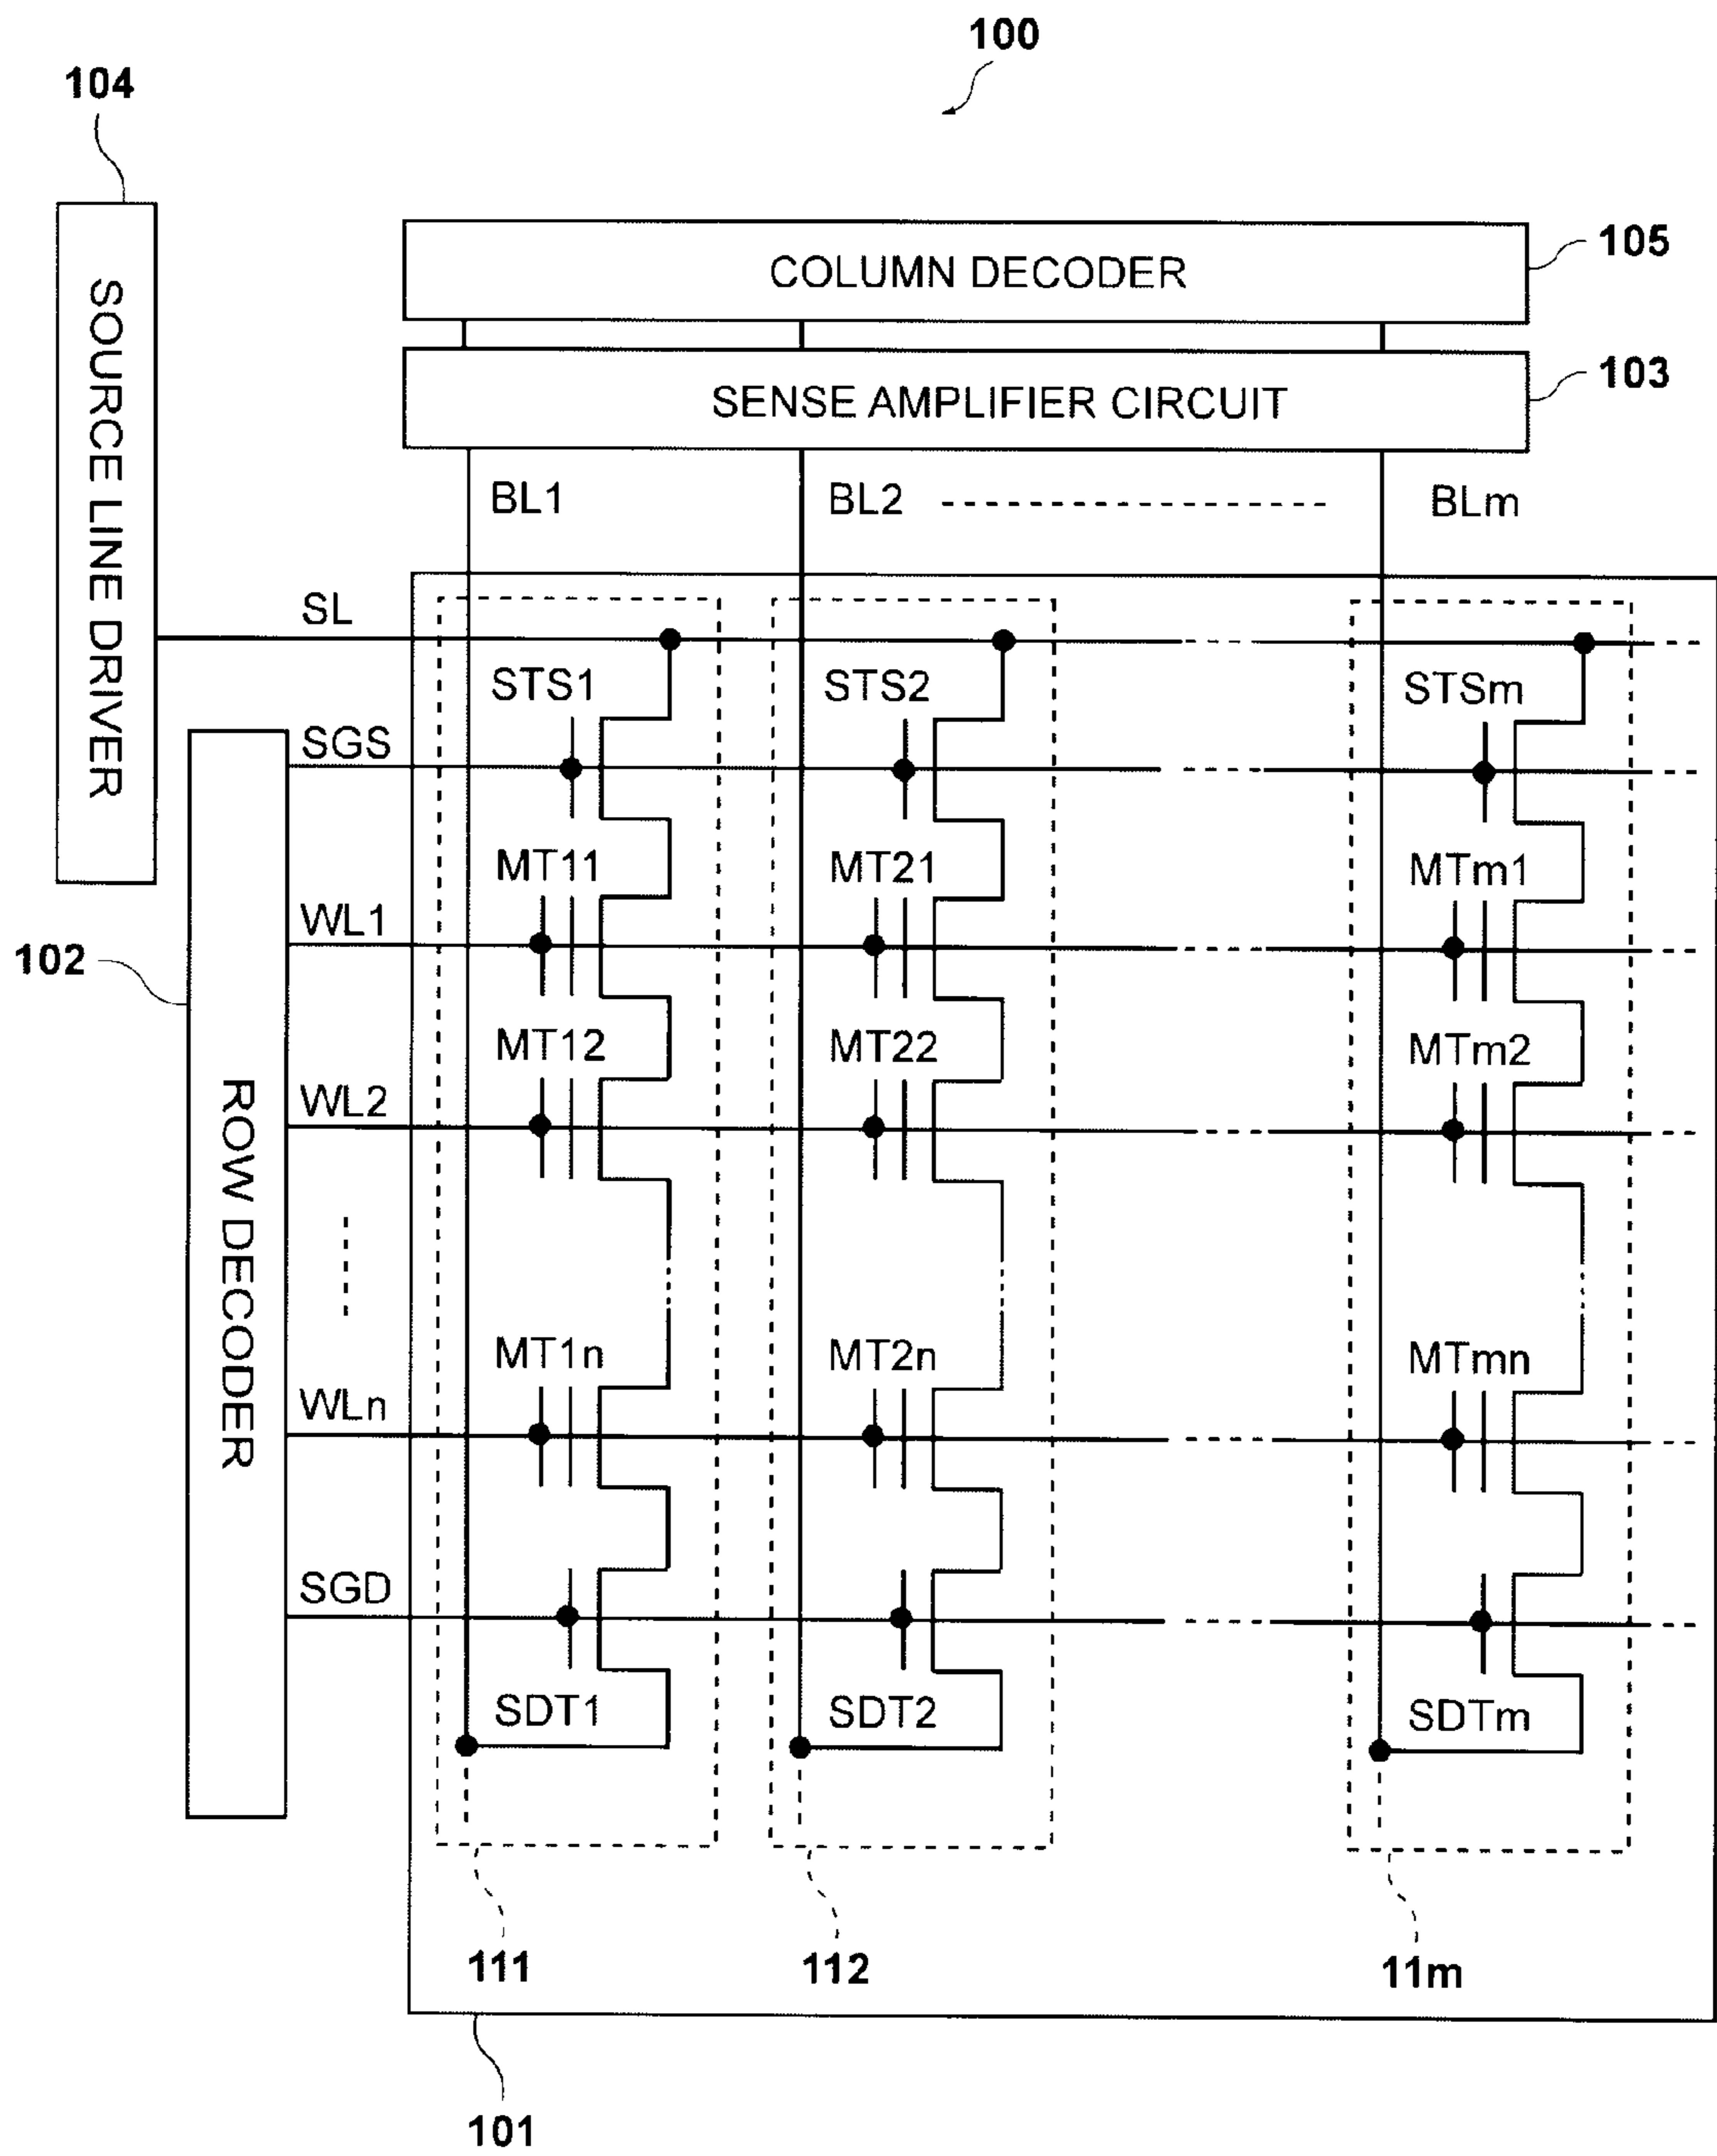 100
104
105
COLUMN DECODER
103
SENSE AMPLIFIER CIRCUIT
SOURCE LINE DRIVER
BL1 BL2 BLm
SL
STS1 STS2 STSm
SGS
MT11 MT21 MTm1
WL1
102
MT12 MT22 MTm2
WL2
ROW DECODER
MT1n MT2n MTmn
WLn
SGD
SDT1 SDT2 SDTm
111 112 11m
101